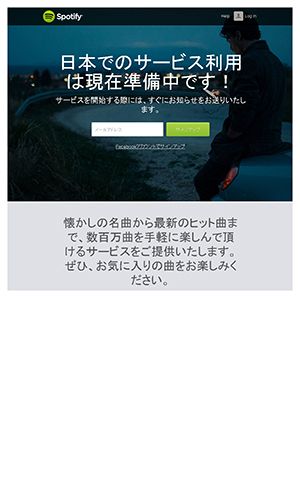 Spotify
Help
Log In
日本でのサービス利用
は現在準備中です！
サービスを開始する際には、すぐにお知らせをお送りいたし
ます。
メールアドレス
サインアップ
Facebookアカウントでサインアップ
懐かしの名曲から最新のヒット曲ま
で、数百万曲を手軽に楽しんで頂
けるサービスをご提供いたします。
ぜひ、お気に入りの曲をお楽しみく
ださい。